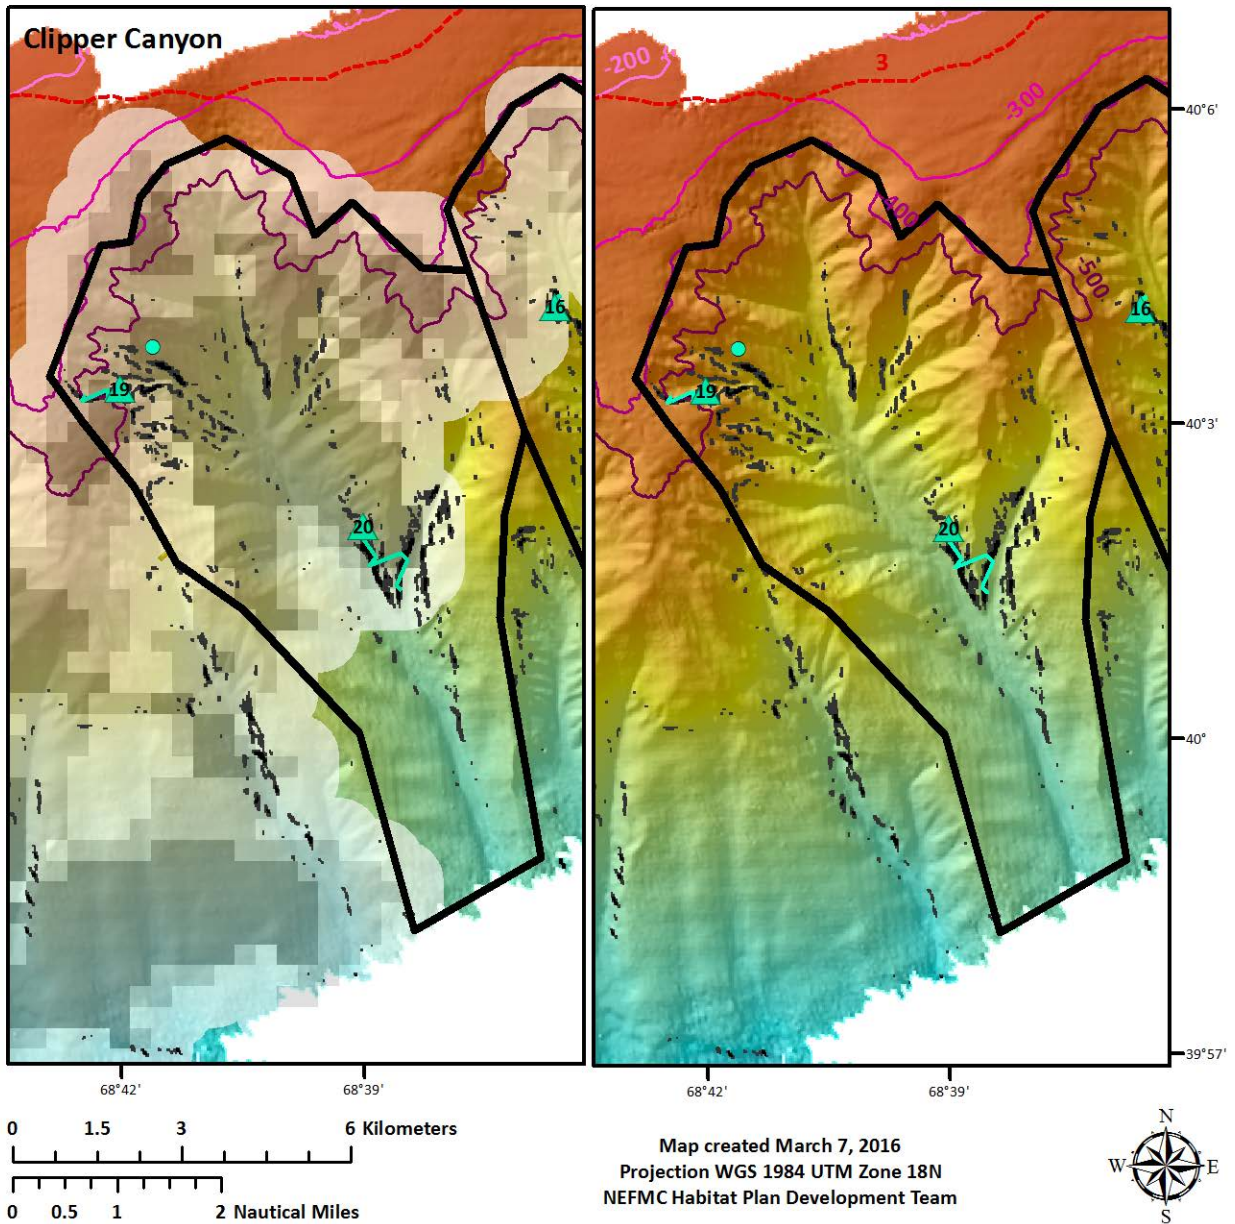 Clipper Canyon
-200
3
-300
-400
-500
16
16
19
19
20
20
40°6'
40°3'
40°
39°57'
68°42'
68°39'
68°42'
68°39'
0 1.5 3 6 Kilometers
0 0.5 1 2 Nautical Miles
Map created March 7, 2016
Projection WGS 1984 UTM Zone 18N
NEFMC Habitat Plan Development Team
N
W E
S